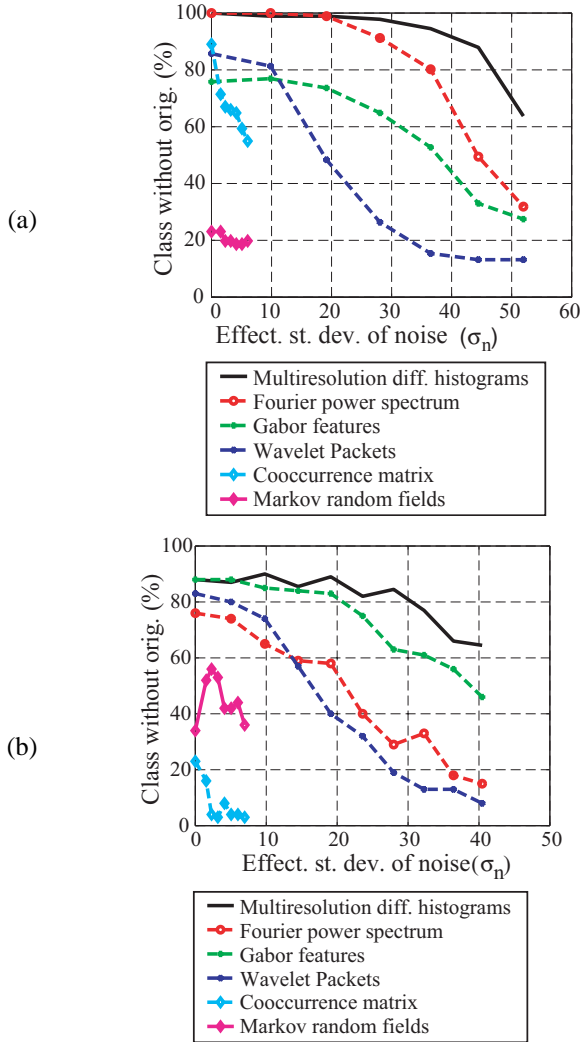 (a)
Class without orig. (%)
100
80
60
40
20
0
0 10 20 30 40 50 60
Effect. st. dev. of noise (σn)
Multiresolution diff. histograms
Fourier power spectrum
Gabor features
Wavelet Packets
Cooccurrence matrix
Markov random fields
(b)
Class without orig. (%)
100
80
60
40
20
0
0 10 20 30 40 50
Effect. st. dev. of noise(σn)
Multiresolution diff. histograms
Fourier power spectrum
Gabor features
Wavelet Packets
Cooccurrence matrix
Markov random fields